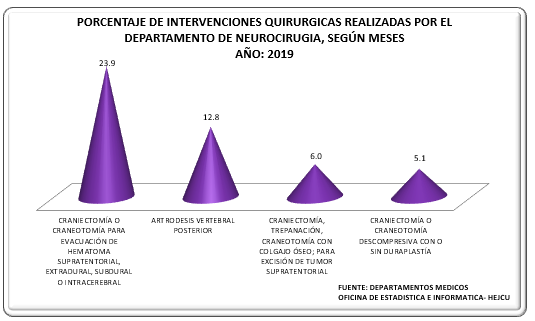 PORCENTAJE DE INTERVENCIONES QUIRURGICAS REALIZADAS POR EL
DEPARTAMENTO DE NEUROCIRUGIA, SEGÚN MESES
AÑO: 2019
23.9
12.8
6.0
5.1
CRANIECTOMÍA O
CRANEOTOMÍA PARA
EVACUACIÓN DE
HEMATOMA
SUPRATENTORIAL,
EXTRADURAL, SUBDURAL
O INTRACEREBRAL
ARTRODESIS VERTEBRAL
POSTERIOR
CRANIECTOMÍA,
TREPANACIÓN,
CRANEOTOMÍA CON
COLGAJO ÓSEO; PARA
EXCISIÓN DE TUMOR
SUPRATENTORIAL
CRANIECTOMÍA O
CRANEOTOMÍA
DESCOMPRESIVA CON O
SIN DURAPLASTÍA
FUENTE: DEPARTAMENTOS MEDICOS
OFICINA DE ESTADISTICA E INFORMATICA- HEJCU